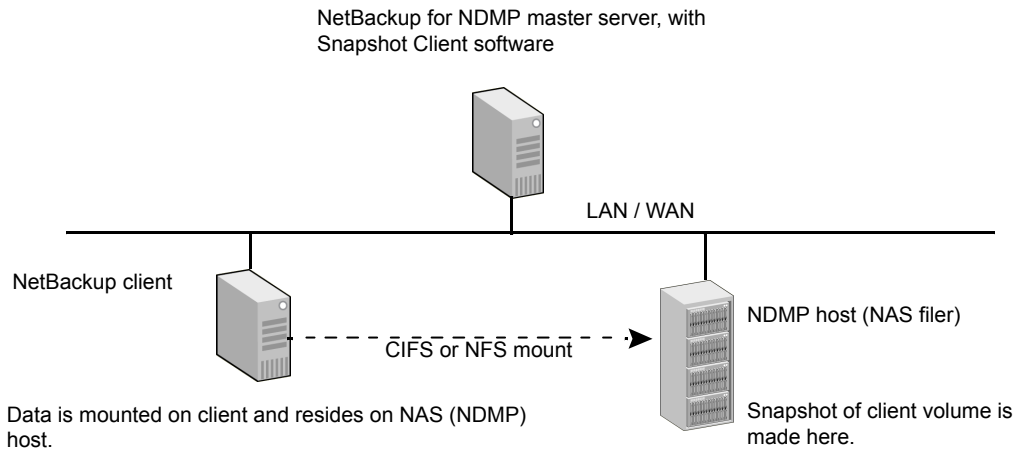 NetBackup for NDMP master server, with
Snapshot Client software
LAN / WAN
NetBackup client
NDMP host (NAS filer)
CIFS or NFS mount
Data is mounted on client and resides on NAS (NDMP)
host.
Snapshot of client volume is
made here.